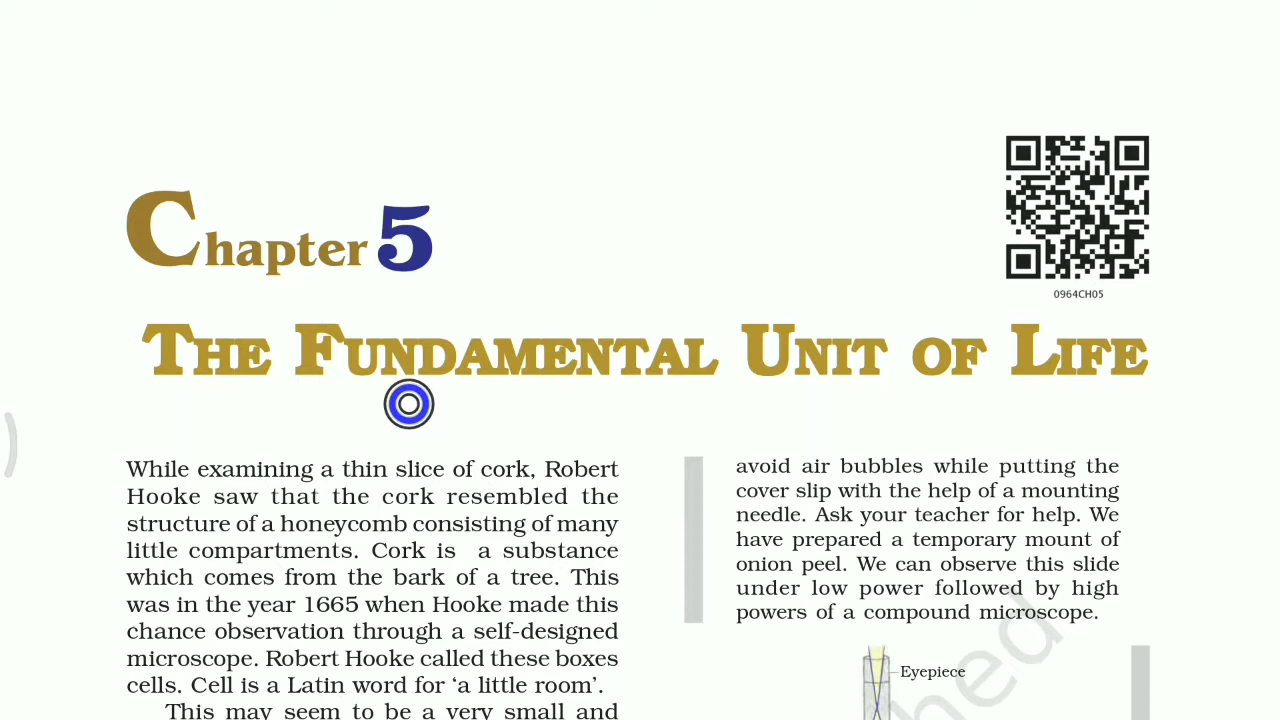 Chapter 5
0964CH05
THE FUNDAMENTAL UNIT OF LIFE
While examining a thin slice of cork, Robert
Hooke saw that the cork resembled the
structure of a honeycomb consisting of many
little compartments. Cork is a substance
which comes from the bark of a tree. This
was in the year 1665 when Hooke made this
chance observation through a self-designed
microscope. Robert Hooke called these boxes
cells. Cell is a Latin word for ‘a little room’.
This may seem to be a very small and
avoid air bubbles while putting the
cover slip with the help of a mounting
needle. Ask your teacher for help. We
have prepared a temporary mount of
onion peel. We can observe this slide
under low power followed by high
powers of a compound microscope.
Eyepiece